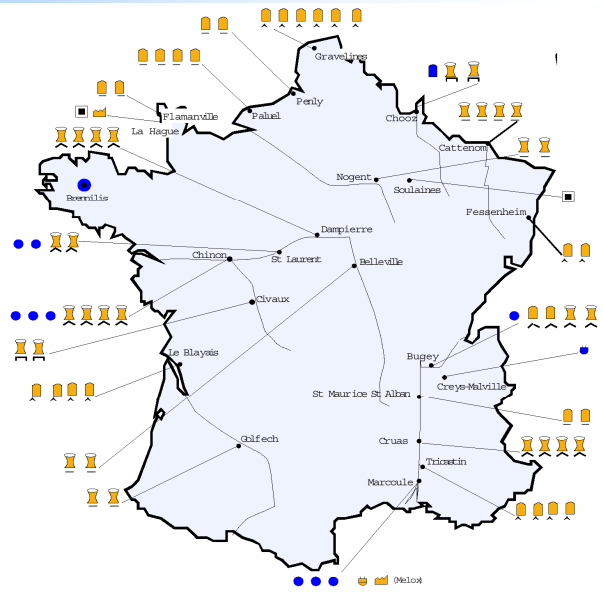 Gravelines
Penly
Paluel
Flamanville
La Hague
Chooz
Cattenom
Nogent
Soulaines
Brennilis
Fessenheim
Dampierre
Chinon
St Laurent
Belleville
Civaux
Le Blayais
Bugey
Creys-Malville
St Maurice St Alban
Golfech
Cruas
Tricastin
Marcoule
(Melox)